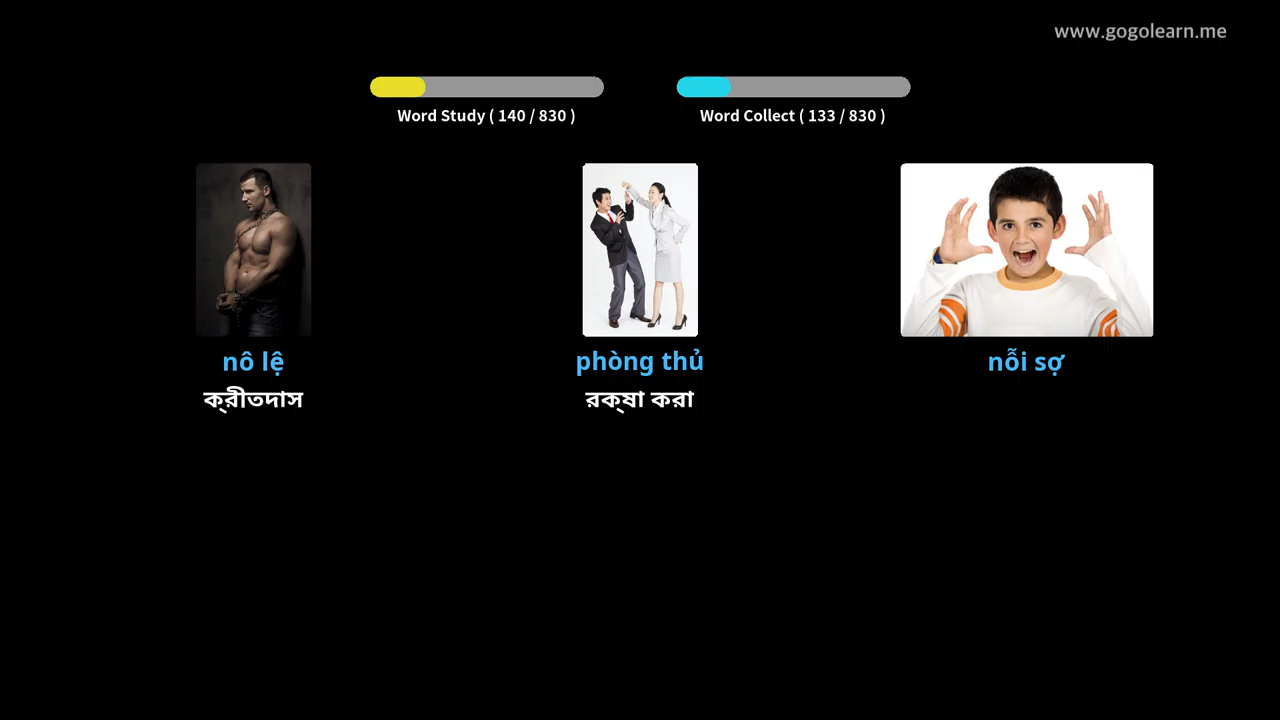 www.gogolearn.me
Word Study ( 140 / 830 )
Word Collect ( 133 / 830 )
nô lệ
phòng thủ
nỗi sợ
ক্রীতদাস
রক্ষা করা